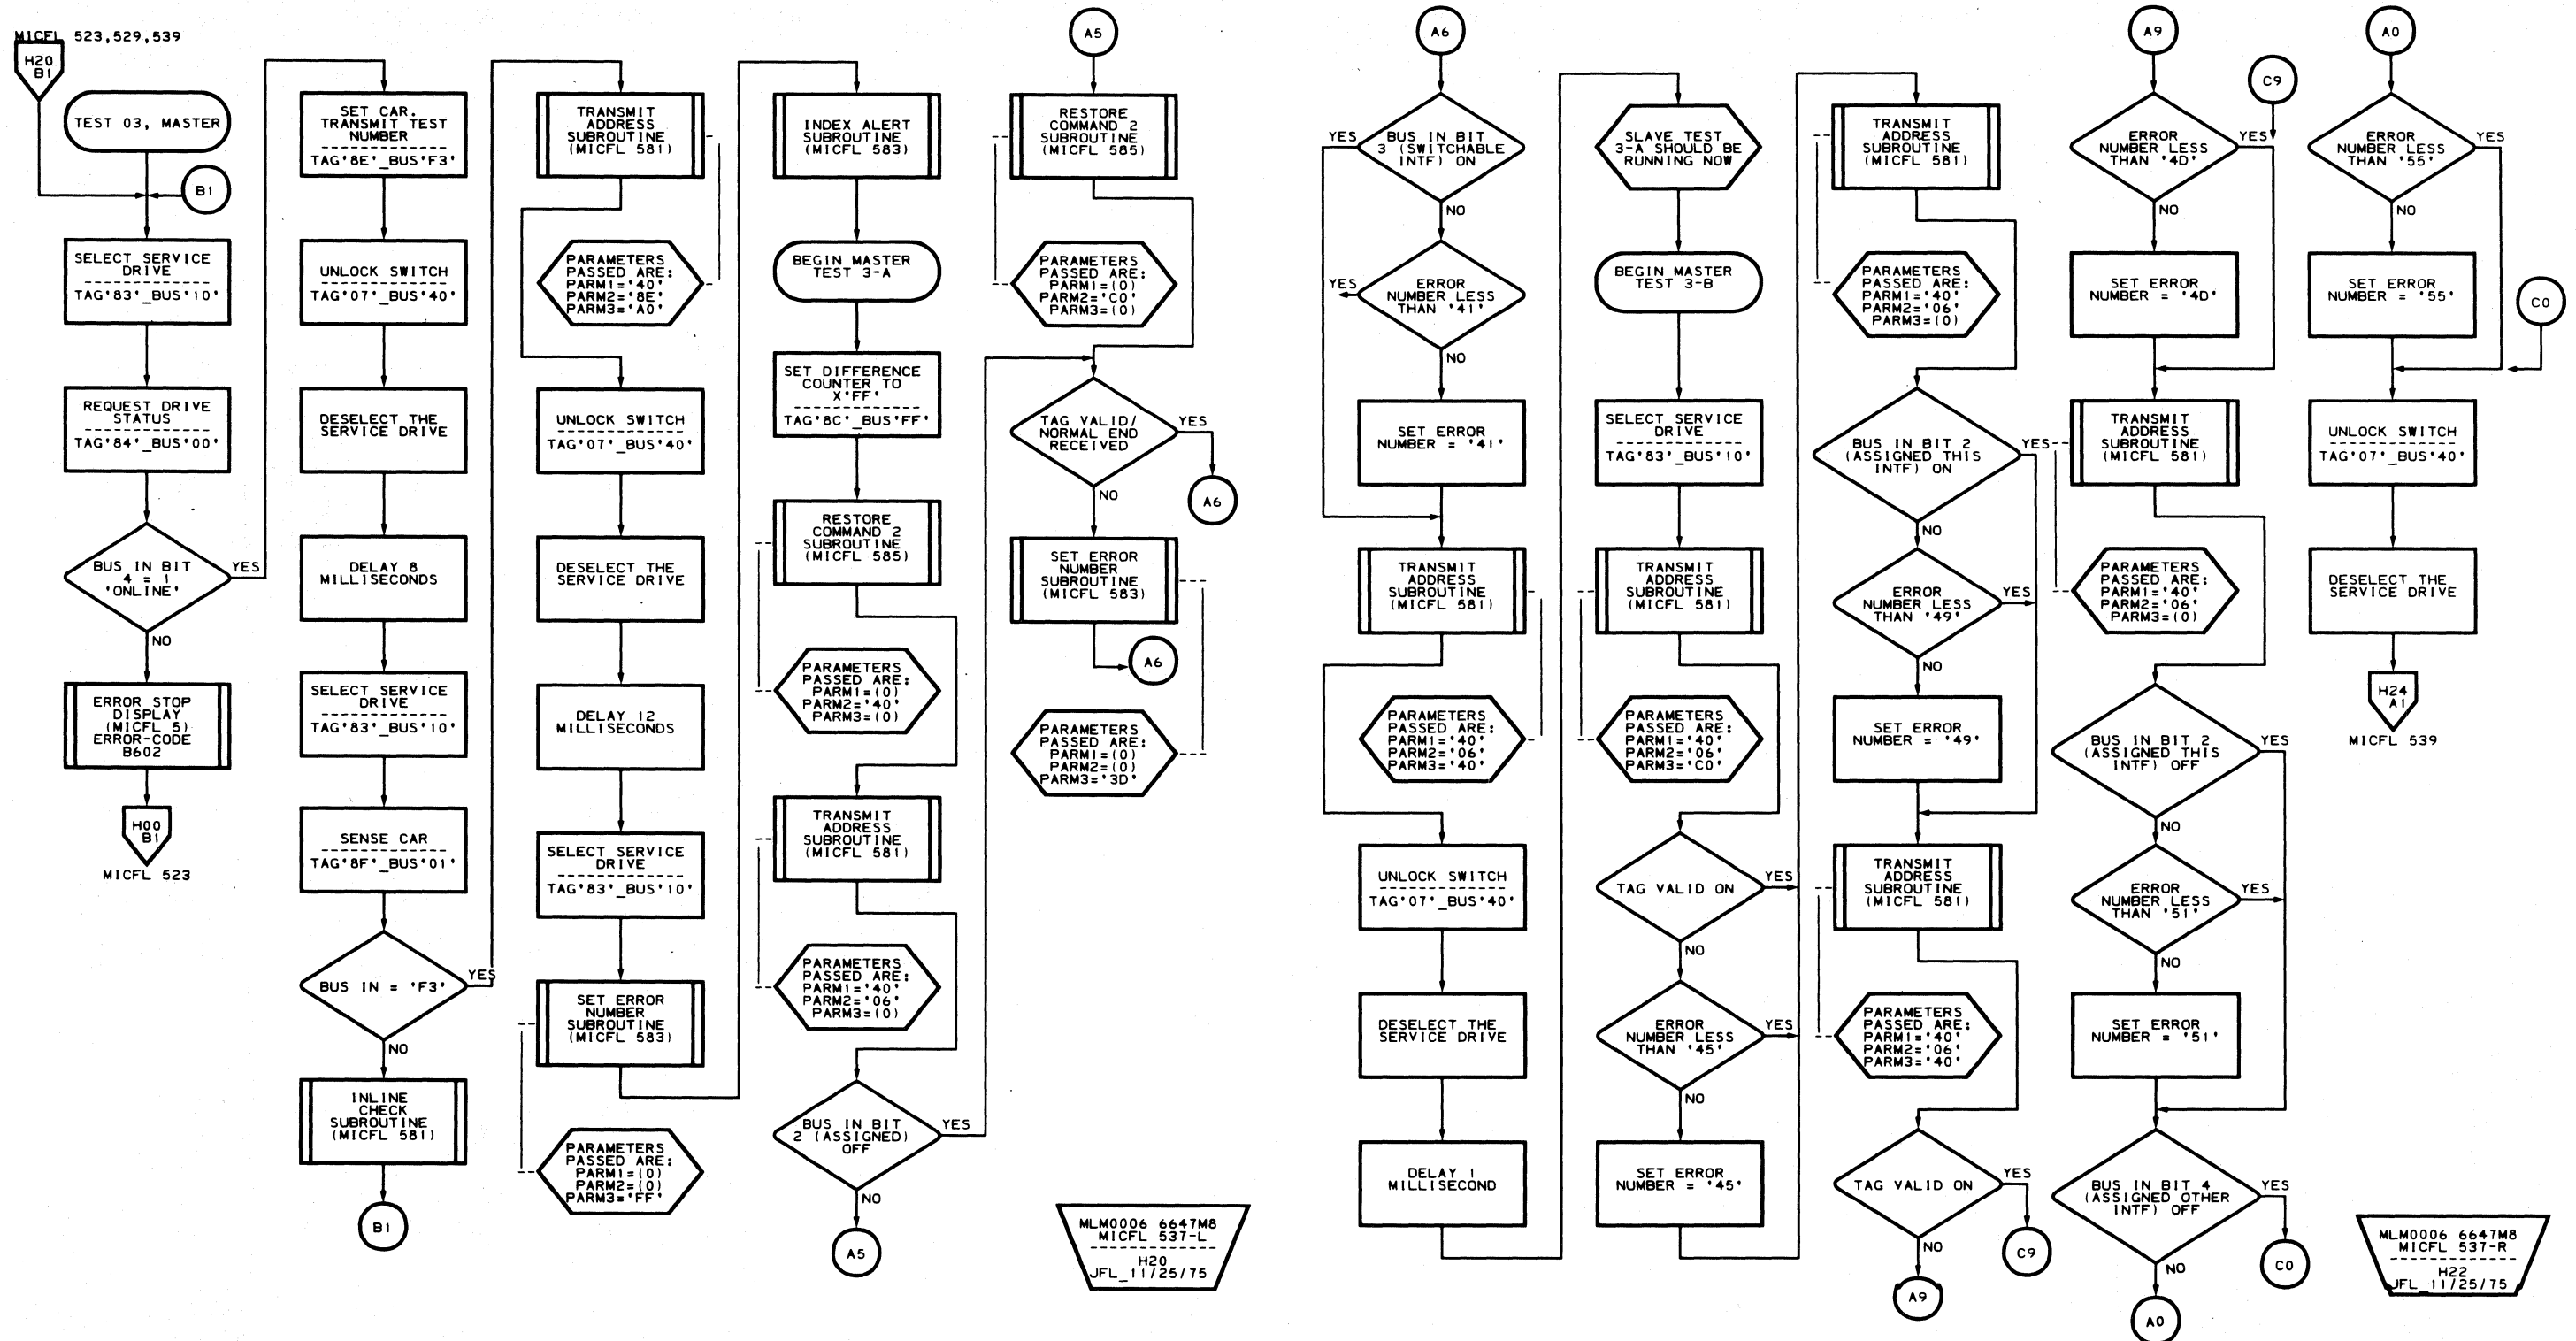 MICFL 523,529,539
H20
B1
TEST 03, MASTER
B1
SELECT SERVICE
DRIVE
TAG'83'_BUS'10'
REQUEST DRIVE
STATUS
TAG'84'_BUS'00'
BUS IN BIT
4 = 1
'ONLINE'
YES
NO
ERROR STOP
DISPLAY
(MICFL 5)
ERROR-CODE
B602
H00
B1
MICFL 523
SET CAR.
TRANSMIT TEST
NUMBER
TAG'8E'_BUS'F3'
UNLOCK SWITCH
TAG'07'_BUS'40'
DESELECT THE
SERVICE DRIVE
DELAY 8
MILLISECONDS
SELECT SERVICE
DRIVE
TAG'83'_BUS'10'
SENSE CAR
TAG'8F'_BUS'01'
BUS IN = 'F3'
YES
NO
INLINE
CHECK
SUBROUTINE
(MICFL 581)
B1
TRANSMIT
ADDRESS
SUBROUTINE
(MICFL 581)
PARAMETERS
PASSED ARE:
PARM1='40'
PARM2='8E'
PARM3='A0'
UNLOCK SWITCH
TAG'07'_BUS'40'
DESELECT THE
SERVICE DRIVE
DELAY 12
MILLISECONDS
SELECT SERVICE
DRIVE
TAG'83'_BUS'10'
SET ERROR
NUMBER
SUBROUTINE
(MICFL 583)
PARAMETERS
PASSED ARE:
PARM1=(0)
PARM2=(0)
PARM3='FF'
INDEX ALERT
SUBROUTINE
(MICFL 583)
BEGIN MASTER
TEST 3-A
SET DIFFERENCE
COUNTER TO
X'FF'
TAG'8C'_BUS'FF'
RESTORE
COMMAND 2
SUBROUTINE
(MICFL 585)
PARAMETERS
PASSED ARE:
PARM1=(0)
PARM2='40'
PARM3=(0)
TRANSMIT
ADDRESS
SUBROUTINE
(MICFL 581)
PARAMETERS
PASSED ARE:
PARM1='40'
PARM2='06'
PARM3=(0)
BUS IN BIT
2 (ASSIGNED)
OFF
YES
NO
A5
A5
RESTORE
COMMAND 2
SUBROUTINE
(MICFL 585)
PARAMETERS
PASSED ARE:
PARM1=(0)
PARM2='C0'
PARM3=(0)
TAG VALID/
NORMAL END
RECEIVED
YES
A6
NO
SET ERROR
NUMBER
SUBROUTINE
(MICFL 583)
A6
PARAMETERS
PASSED ARE:
PARM1=(0)
PARM2=(0)
PARM3='3D'
MLM0006 6647M8
MICFL 537-L
H20
JFL_11/25/75
A6
BUS IN BIT
3 (SWITCHABLE
INTF) ON
YES
NO
ERROR
NUMBER LESS
THAN '41'
YES
NO
SET ERROR
NUMBER = '41'
TRANSMIT
ADDRESS
SUBROUTINE
(MICFL 581)
PARAMETERS
PASSED ARE:
PARM1='40'
PARM2='06'
PARM3='40'
UNLOCK SWITCH
TAG'07'_BUS'40'
DESELECT THE
SERVICE DRIVE
DELAY 1
MILLISECOND
SLAVE TEST
3-A SHOULD BE
RUNNING NOW
BEGIN MASTER
TEST 3-B
SELECT SERVICE
DRIVE
TAG'83'_BUS'10'
TRANSMIT
ADDRESS
SUBROUTINE
(MICFL 581)
PARAMETERS
PASSED ARE:
PARM1='40'
PARM2='06'
PARM3='C0'
TAG VALID ON
YES
NO
ERROR
NUMBER LESS
THAN '45'
YES
NO
SET ERROR
NUMBER = '45'
TRANSMIT
ADDRESS
SUBROUTINE
(MICFL 581)
PARAMETERS
PASSED ARE:
PARM1='40'
PARM2='06'
PARM3=(0)
BUS IN BIT 2
(ASSIGNED THIS
INTF) ON
YES
NO
ERROR
NUMBER LESS
THAN '49'
YES
NO
SET ERROR
NUMBER = '49'
TRANSMIT
ADDRESS
SUBROUTINE
(MICFL 581)
PARAMETERS
PASSED ARE:
PARM1='40'
PARM2='06'
PARM3='40'
TAG VALID ON
YES
C9
NO
A9
A9
C9
ERROR
NUMBER LESS
THAN '4D'
YES
NO
SET ERROR
NUMBER = '4D'
TRANSMIT
ADDRESS
SUBROUTINE
(MICFL 581)
PARAMETERS
PASSED ARE:
PARM1='40'
PARM2='06'
PARM3=(0)
BUS IN BIT 2
(ASSIGNED THIS
INTF) OFF
YES
NO
ERROR
NUMBER LESS
THAN '51'
YES
NO
SET ERROR
NUMBER = '51'
BUS IN BIT 4
(ASSIGNED OTHER
INTF) OFF
YES
C0
NO
A0
A0
ERROR
NUMBER LESS
THAN '55'
YES
NO
SET ERROR
NUMBER = '55'
C0
UNLOCK SWITCH
TAG'07'_BUS'40'
DESELECT THE
SERVICE DRIVE
H24
A1
MICFL 539
MLM0006 6647M8
MICFL 537-R
H22
JFL_11/25/75